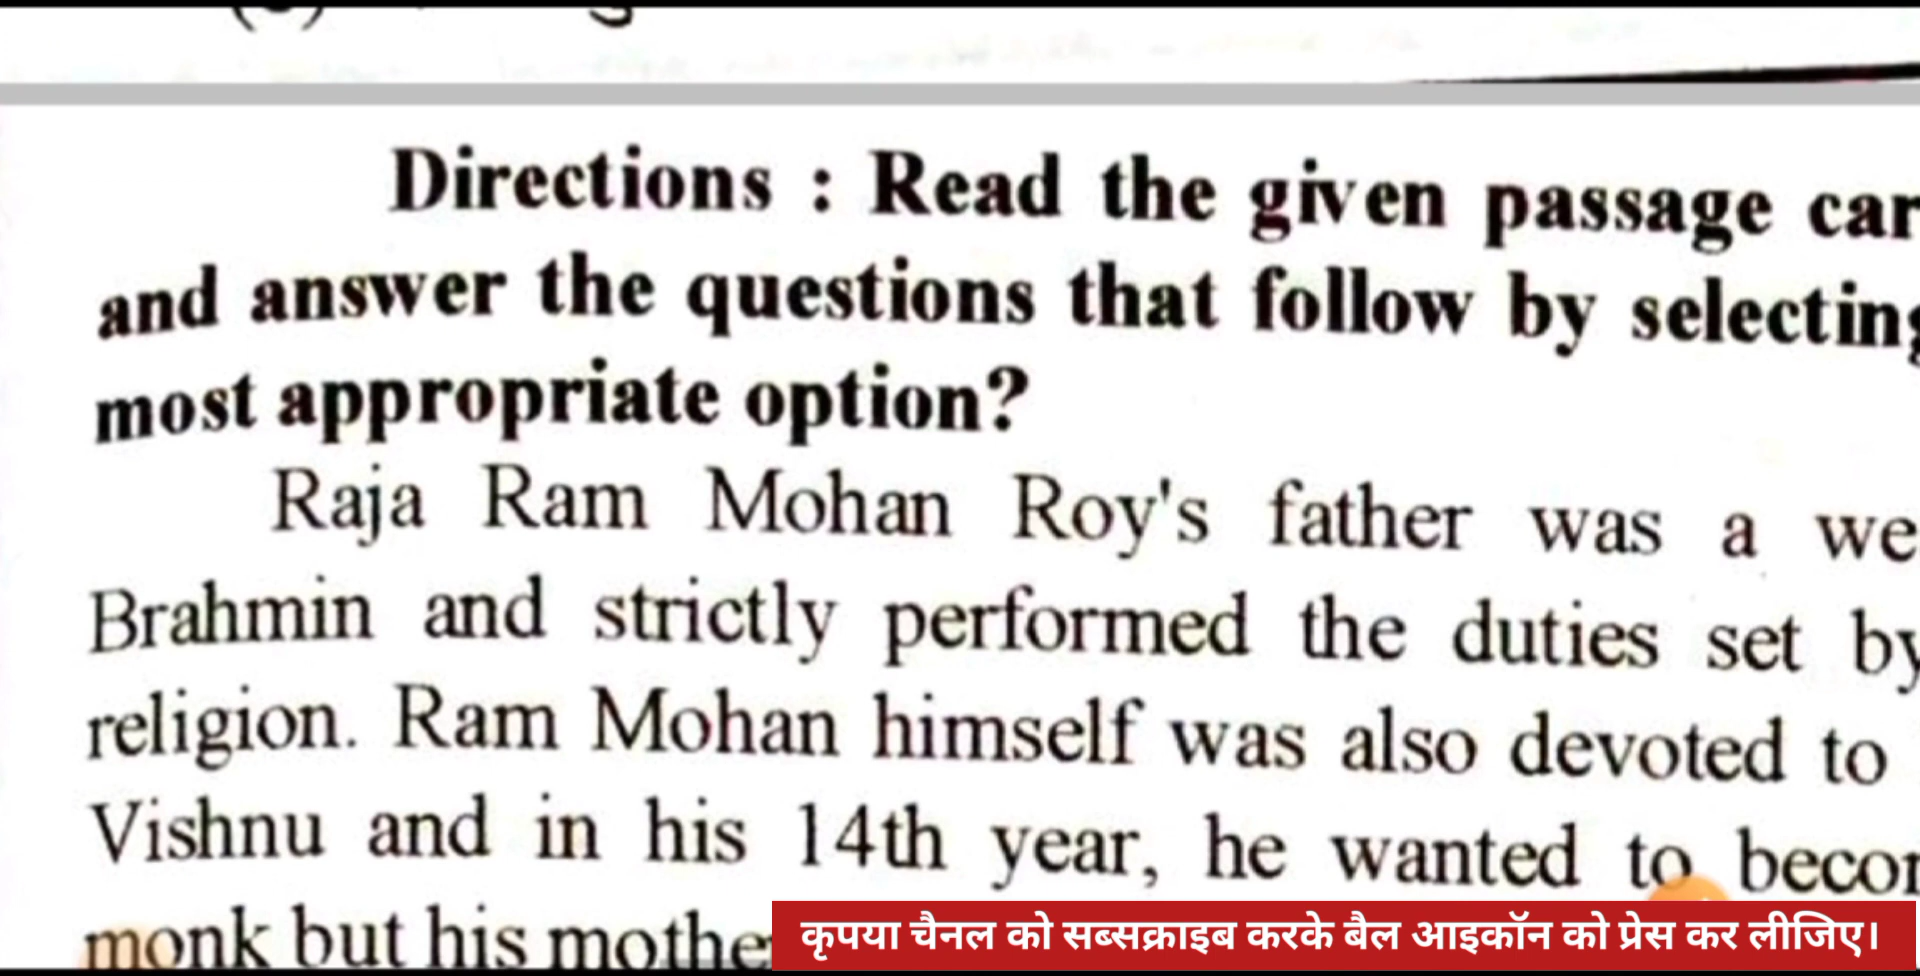 Directions : Read the given passage car
and answer the questions that follow by selecting
most appropriate option?
Raja Ram Mohan Roy's father was a we
Brahmin and strictly performed the duties set by
religion. Ram Mohan himself was also devoted to
Vishnu and in his 14th year, he wanted to becom
monk but his mothe
कृपया चैनल को सब्सक्राइब करके बैल आइकॉन को प्रेस कर लीजिए।